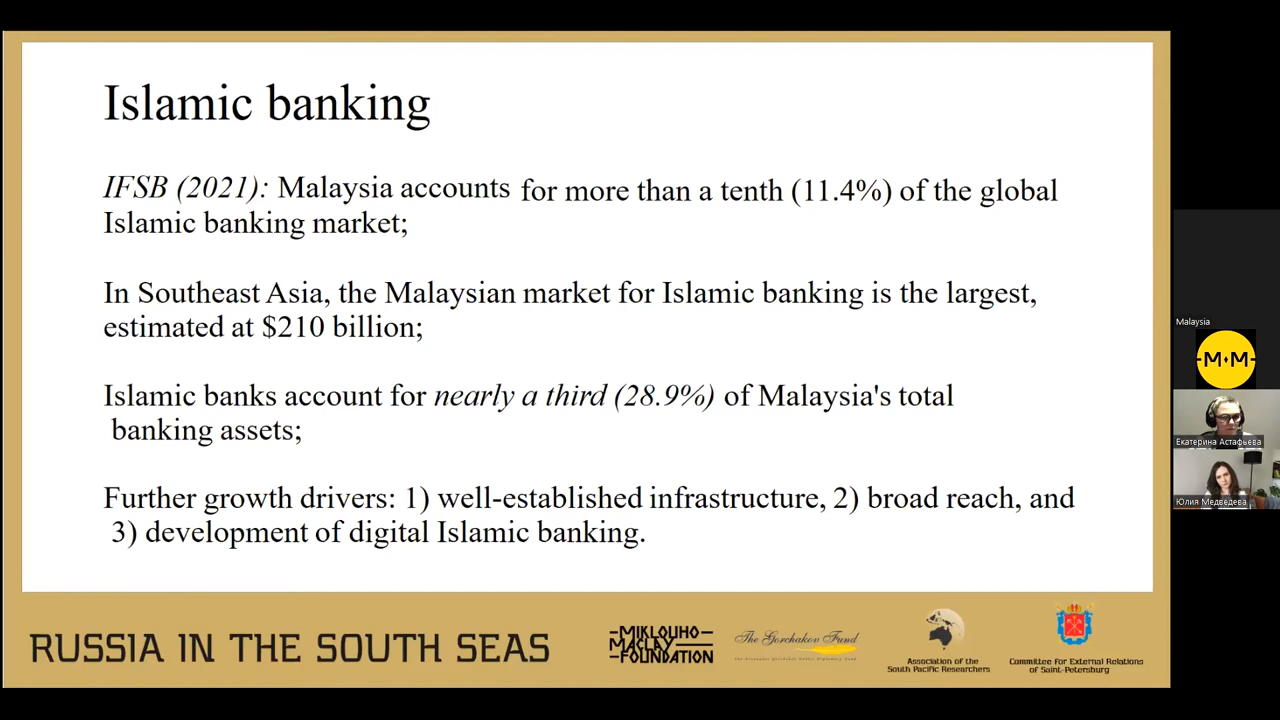 Islamic banking
IFSB (2021): Malaysia accounts for more than a tenth (11.4%) of the global
Islamic banking market;
In Southeast Asia, the Malaysian market for Islamic banking is the largest,
estimated at $210 billion;
Islamic banks account for nearly a third (28.9%) of Malaysia's total
banking assets;
Further growth drivers: 1) well-established infrastructure, 2) broad reach, and
3) development of digital Islamic banking.
Malaysia
M M
Екатерина Астафьева
Юлия Медведева
RUSSIA IN THE SOUTH SEAS
MIKLOUHO
MACLAY
FOUNDATION
The Gorchakov Fund
Association of the
South Pacific Researchers
Committee for External Relations
of Saint-Petersburg